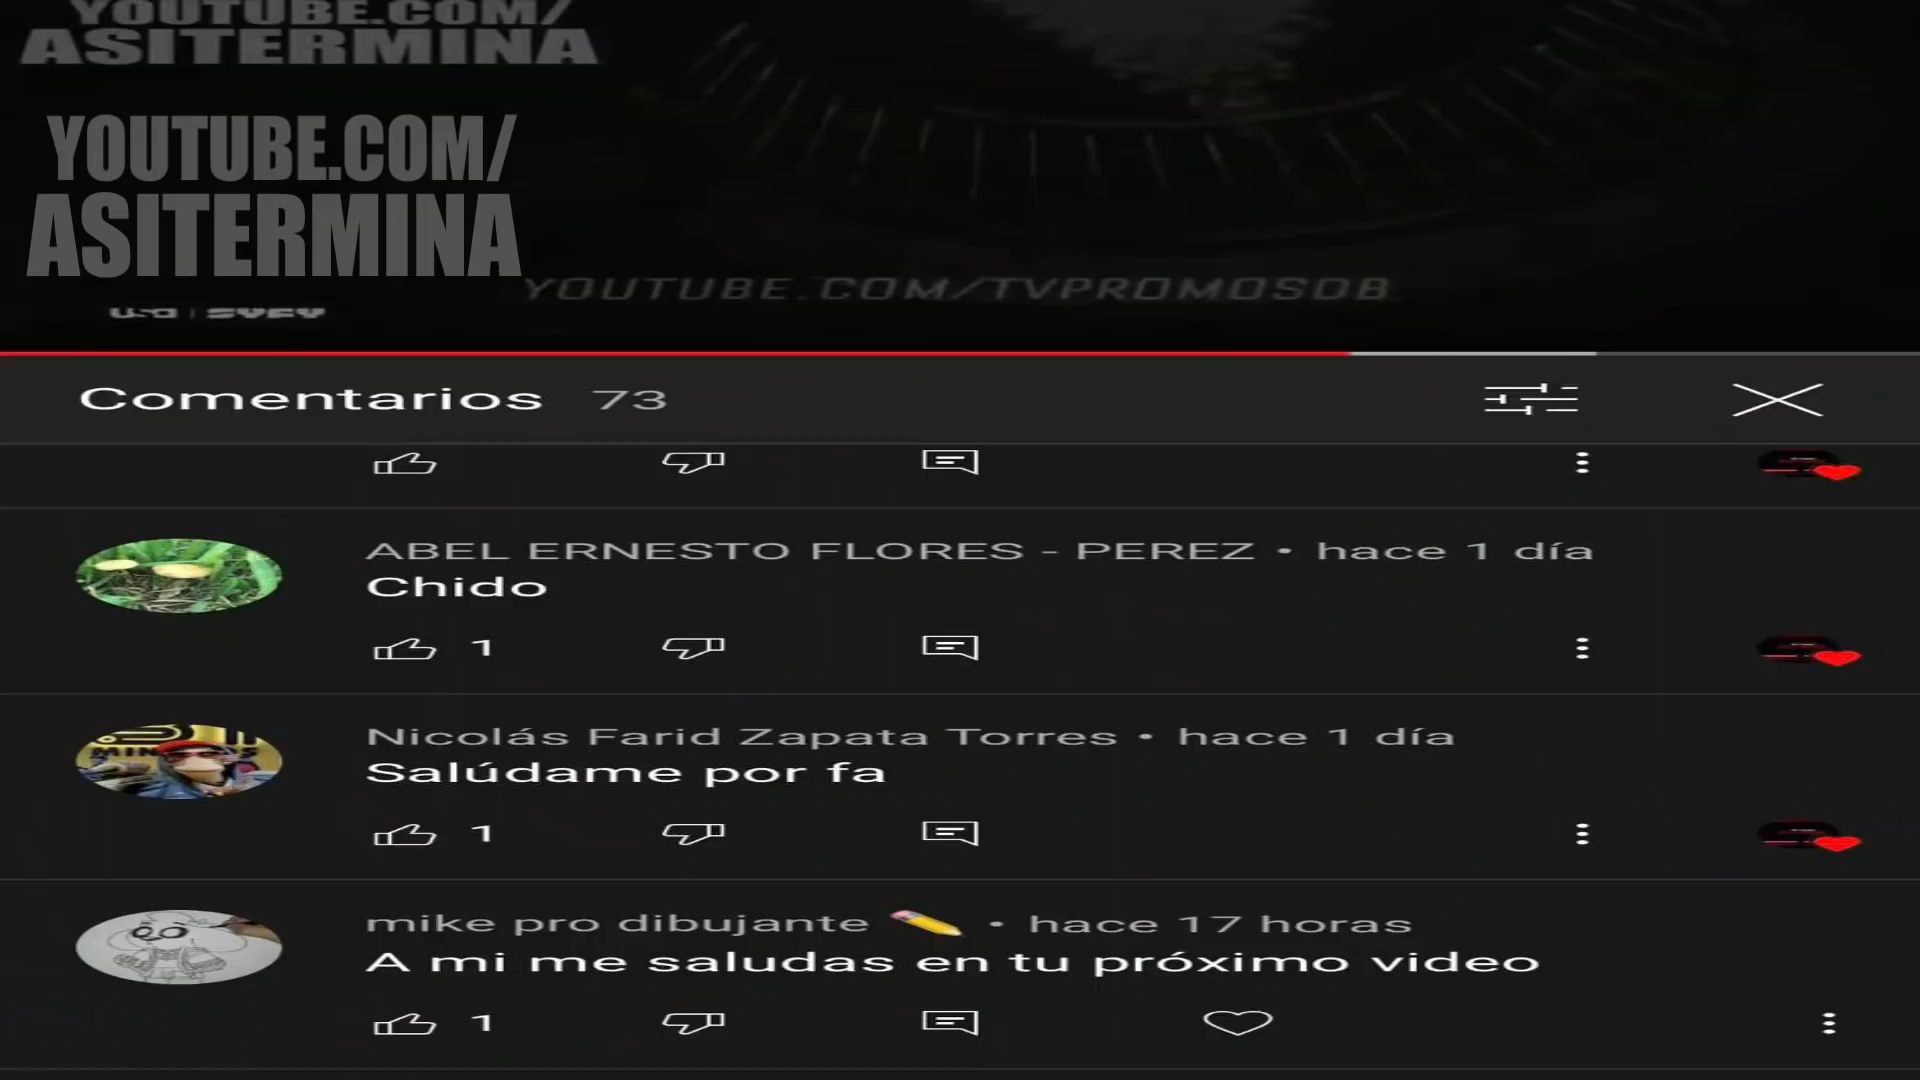 YOUTUBE.COM/
ASITERMINA
YOUTUBE.COM/
ASITERMINA
YOUTUBE.COM/TVPROMOSDB
usa | SYFY
Comentarios 73
ABEL ERNESTO FLORES - PEREZ • hace 1 día
Chido
1
Nicolás Farid Zapata Torres • hace 1 día
Salúdame por fa
1
mike pro dibujante ✏️ • hace 17 horas
A mi me saludas en tu próximo video
1